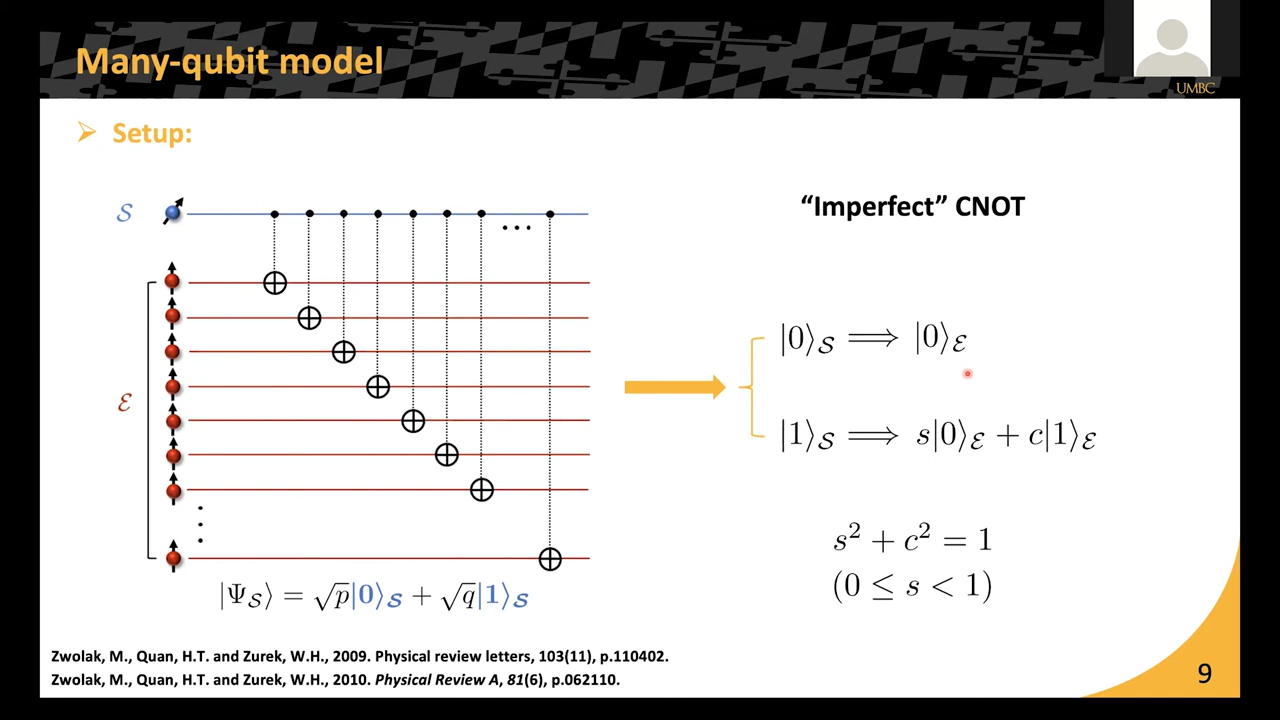 Many-qubit model
UMBC
➢ Setup:
𝒮
ℰ
...
|Ψ_𝒮⟩ = √p|0⟩_𝒮 + √q|1⟩_𝒮
"Imperfect" CNOT
|0⟩_𝒮 ⟹ |0⟩_ℰ
|1⟩_𝒮 ⟹ s|0⟩_ℰ + c|1⟩_ℰ
s² + c² = 1
(0 ≤ s < 1)
Zwolak, M., Quan, H.T. and Zurek, W.H., 2009. Physical review letters, 103(11), p.110402.
Zwolak, M., Quan, H.T. and Zurek, W.H., 2010. Physical Review A, 81(6), p.062110.
9